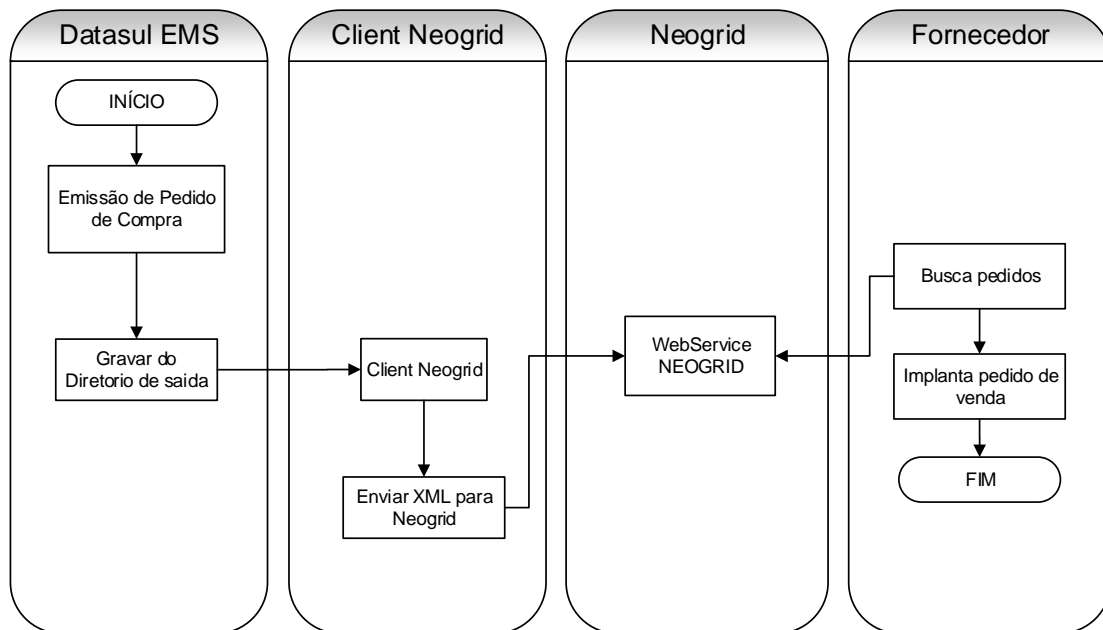 Datasul EMS
Client Neogrid
Neogrid
Fornecedor
INÍCIO
Emissão de Pedido
de Compra
Gravar do
Diretorio de saida
Client Neogrid
Enviar XML para
Neogrid
WebService
NEOGRID
Busca pedidos
Implanta pedido de
venda
FIM